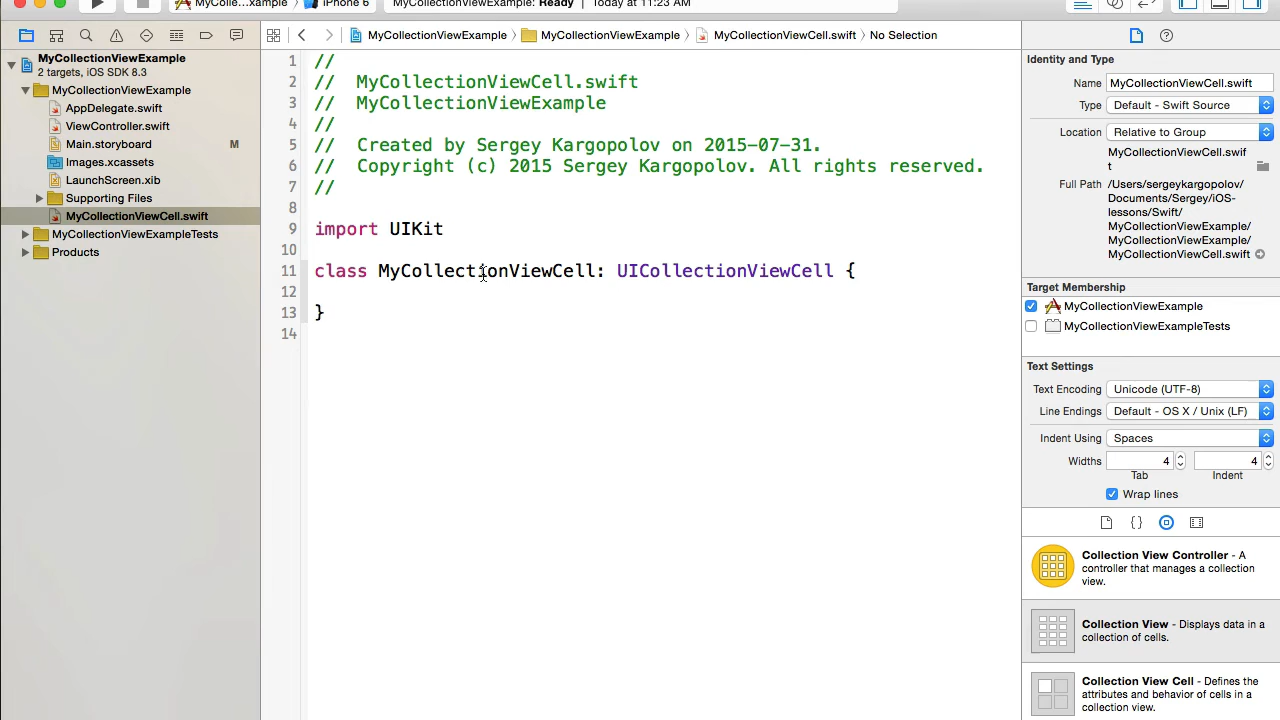 MyColle...xample
iPhone 6
MyCollectionViewExample: Ready | Today at 11:23 AM
MyCollectionViewExample
2 targets, iOS SDK 8.3
MyCollectionViewExample
AppDelegate.swift
ViewController.swift
Main.storyboard M
Images.xcassets
LaunchScreen.xib
Supporting Files
MyCollectionViewCell.swift
MyCollectionViewExampleTests
Products
MyCollectionViewExample MyCollectionViewExample MyCollectionViewCell.swift No Selection
1 //
2 //  MyCollectionViewCell.swift
3 //  MyCollectionViewExample
4 //
5 //  Created by Sergey Kargopolov on 2015-07-31.
6 //  Copyright (c) 2015 Sergey Kargopolov. All rights reserved.
7 //
8
9 import UIKit
10
11 class MyCollectionViewCell: UICollectionViewCell {
12
13 }
14
Identity and Type
Name MyCollectionViewCell.swift
Type Default - Swift Source
Location Relative to Group
MyCollectionViewCell.swif
t
Full Path /Users/sergeykargopolov/
Documents/Sergey/iOS-
lessons/Swift/
MyCollectionViewExample/
MyCollectionViewExample/
MyCollectionViewCell.swift
Target Membership
MyCollectionViewExample
MyCollectionViewExampleTests
Text Settings
Text Encoding Unicode (UTF-8)
Line Endings Default - OS X / Unix (LF)
Indent Using Spaces
Widths 4 4
Tab Indent
Wrap lines
{}
Collection View Controller - A
controller that manages a collection
view.
Collection View - Displays data in a
collection of cells.
Collection View Cell - Defines the
attributes and behavior of cells in a
collection view.